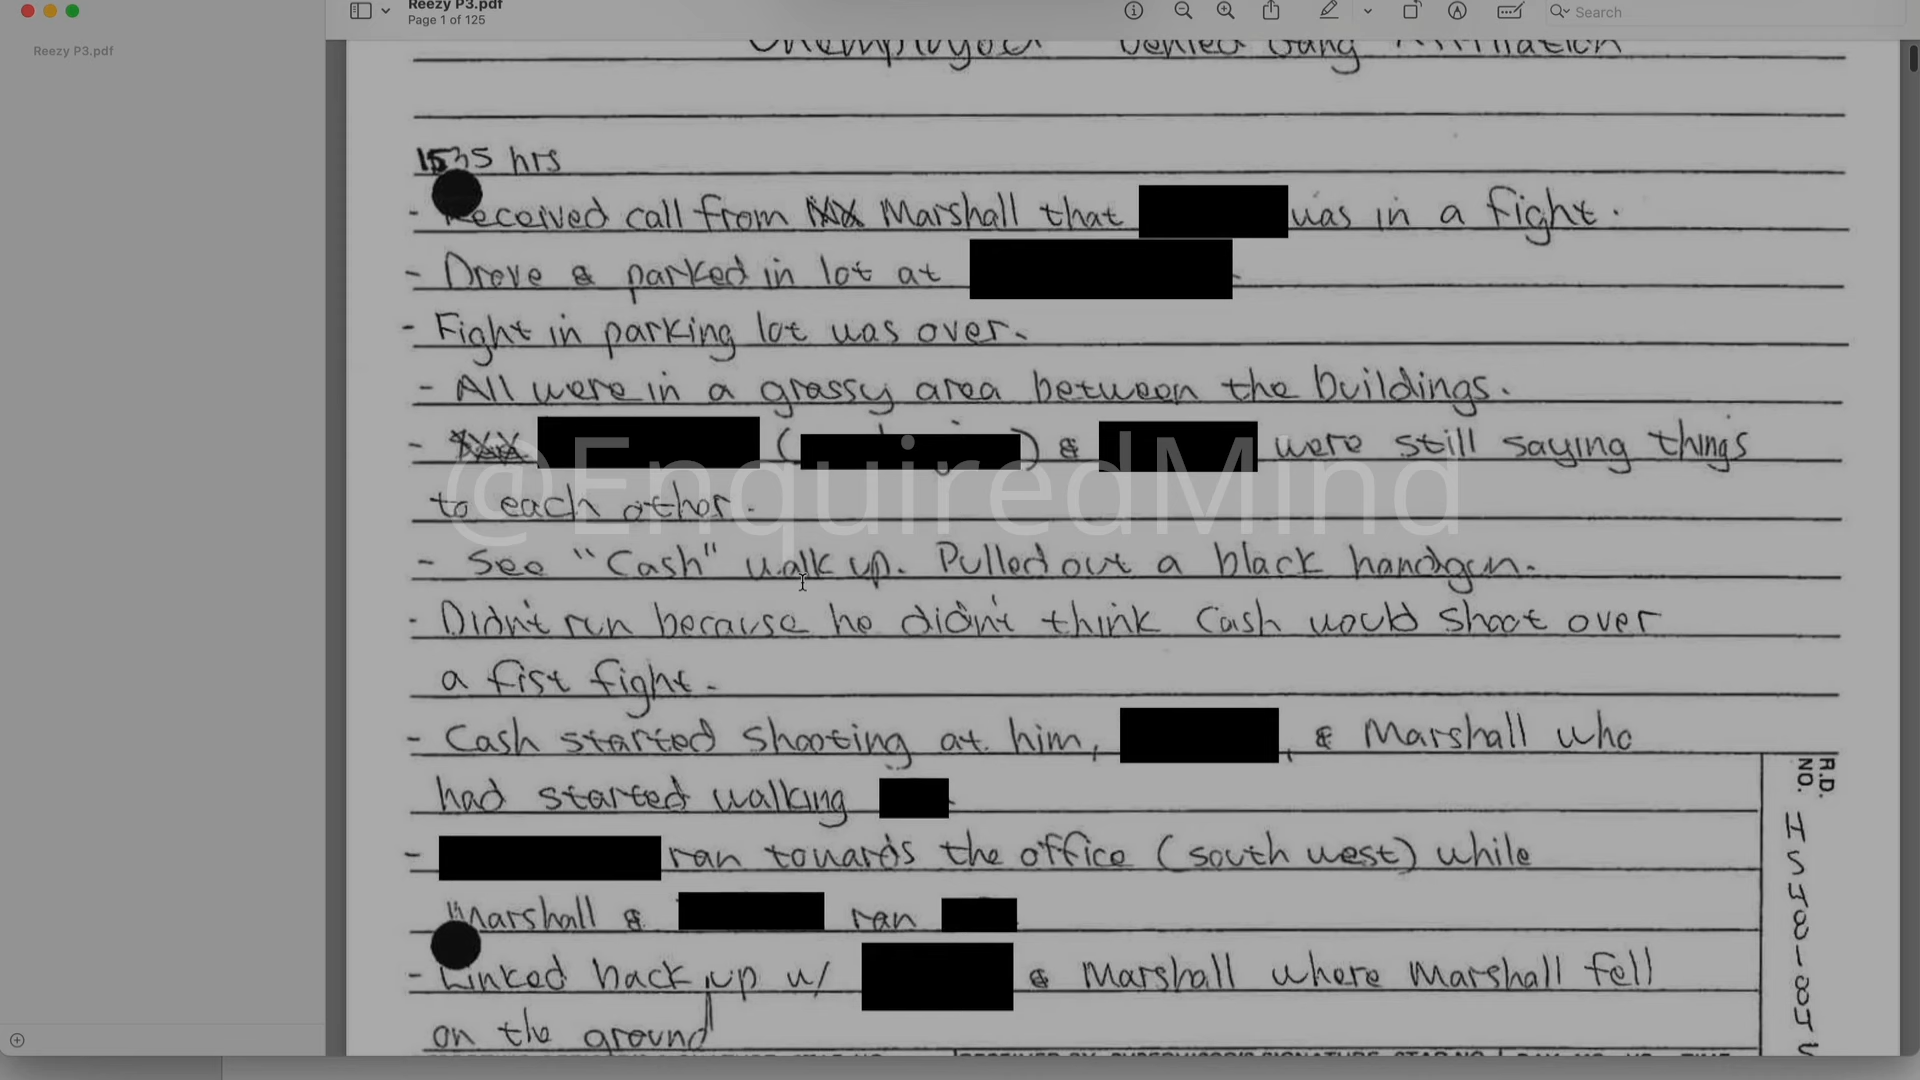 Reezy P3.pdf
Page 1 of 125
Search
Reezy P3.pdf
Unemployed Denied Gang Affiliation
1535 hrs
- Received call from Marshall that was in a fight.
- Drove & parked in lot at
- Fight in parking lot was over.
- All were in a grassy area between the buildings.
- ( ) & were still saying things
to each other.
@EnquiredMind
- See "Cash" walk up. Pulled out a black handgun.
- Didn't run because he didn't think Cash would shoot over
a fist fight.
- Cash started shooting at him, , & Marshall who
had started walking
- ran towards the office (south west) while
Marshall & ran
- Linked back up w/ & Marshall where Marshall fell
on the ground
R.D.
NO.